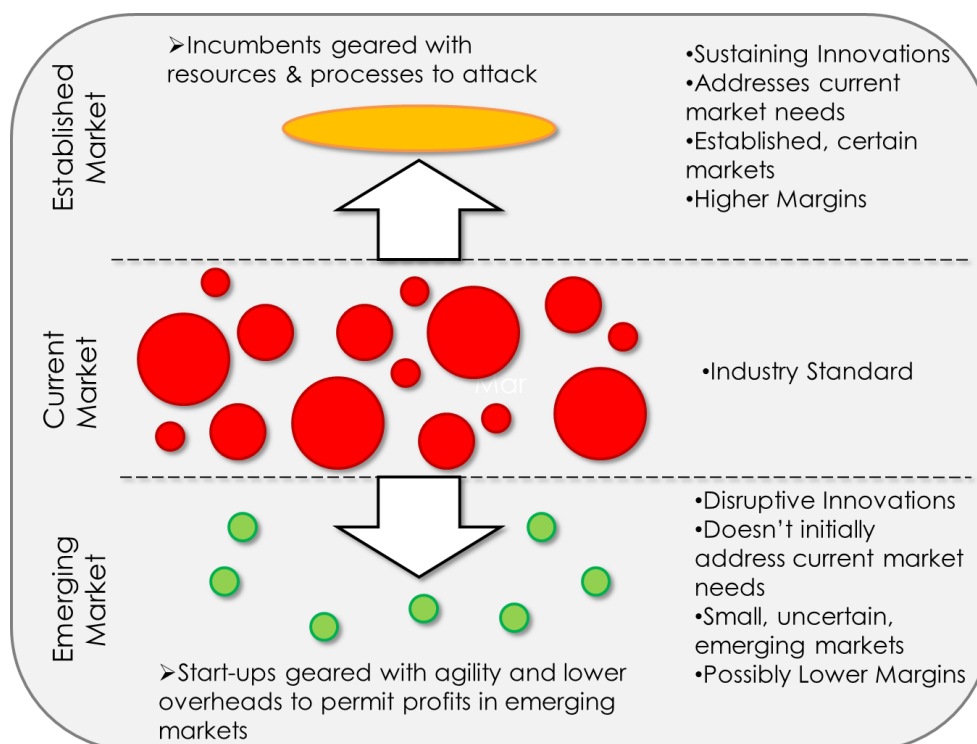 Established
Market
➢Incumbents geared with
resources & processes to attack
•Sustaining Innovations
•Addresses current
market needs
•Established, certain
markets
•Higher Margins
Current
Market
Mar
•Industry Standard
Emerging
Market
•Disruptive Innovations
•Doesn’t initially
address current market
needs
•Small, uncertain,
emerging markets
•Possibly Lower Margins
➢Start-ups geared with agility and lower
overheads to permit profits in emerging
markets